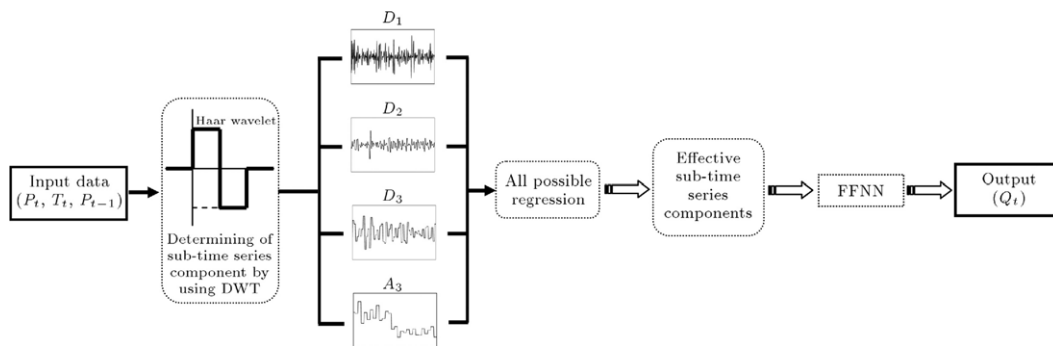 Input data
(P_t, T_t, P_{t−1})
Haar wavelet
Determining of
sub-time series
component by
using DWT
D_1
D_2
D_3
A_3
All possible
regression
Effective
sub-time
series
components
FFNN
Output
(Q_t)